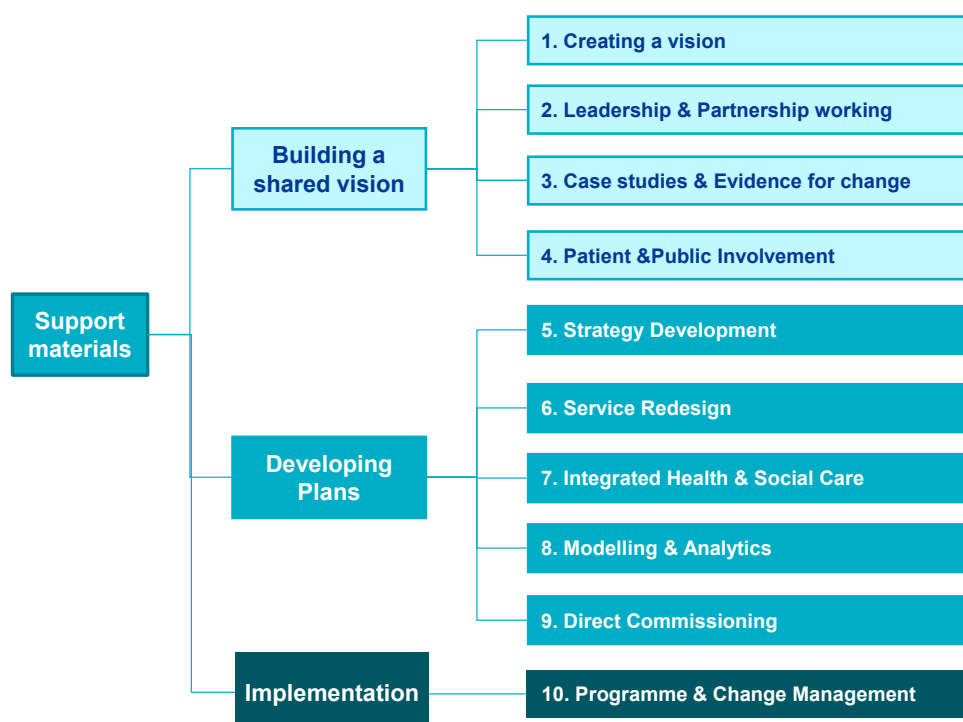 Support
materials
Building a
shared vision
1. Creating a vision
2. Leadership & Partnership working
3. Case studies & Evidence for change
4. Patient &Public Involvement
Developing
Plans
5. Strategy Development
6. Service Redesign
7. Integrated Health & Social Care
8. Modelling & Analytics
9. Direct Commissioning
Implementation
10. Programme & Change Management